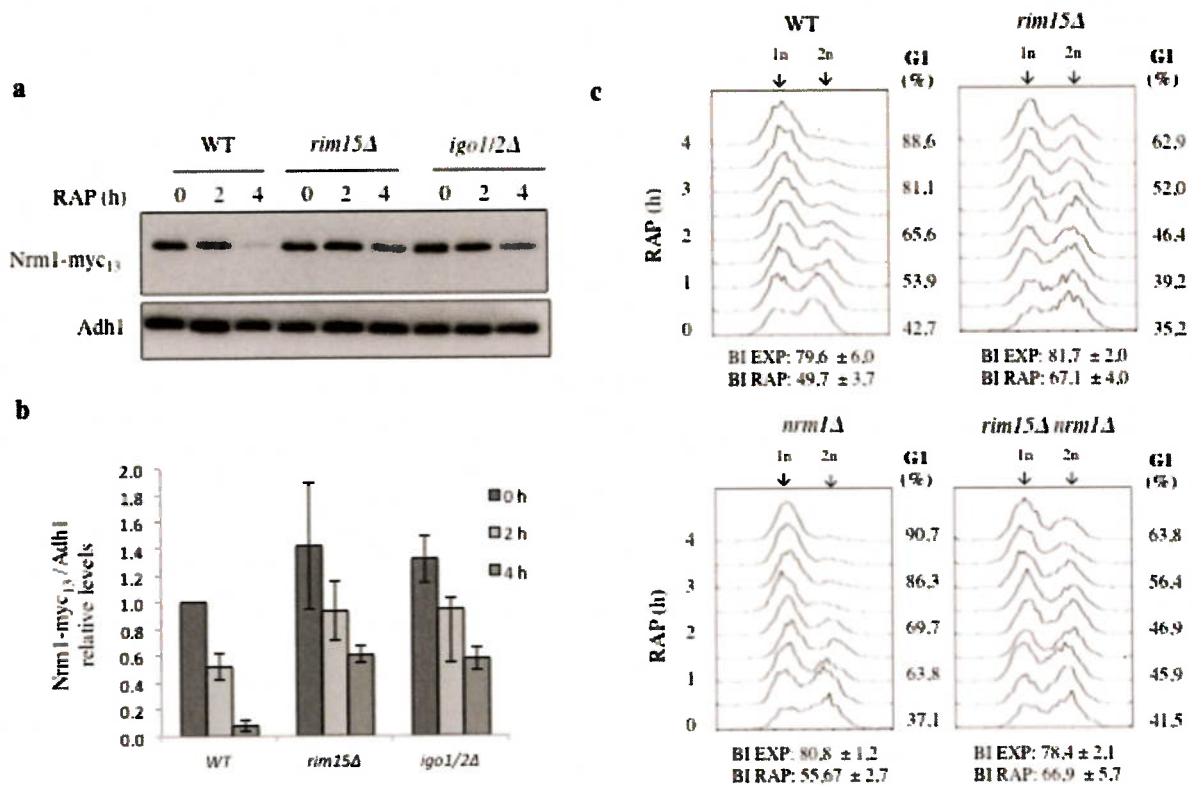 a
WT rim15Δ igo1/2Δ
RAP (h) 0 2 4 0 2 4 0 2 4
Nrm1-myc13
Adh1
b
Nrm1-myc13/Adh1
relative levels
2.0
1.8
1.6
1.4
1.2
1.0
0.8
0.6
0.4
0.2
0.0
0 h
2 h
4 h
WT rim15Δ igo1/2Δ
c
WT
1n 2n
G1
(%)
RAP (h)
4
3
2
1
0
88,6
81,1
65,6
53,9
42,7
BI EXP: 79,6 ± 6,0
BI RAP: 49,7 ± 3,7
rim15Δ
1n 2n
G1
(%)
62,9
52,0
46,4
39,2
35,2
BI EXP: 81,7 ± 2,0
BI RAP: 67,1 ± 4,0
nrm1Δ
1n 2n
G1
(%)
RAP (h)
4
3
2
1
0
90,7
86,3
69,7
63,8
37,1
BI EXP: 80,8 ± 1,2
BI RAP: 55,67 ± 2,7
rim15Δ nrm1Δ
1n 2n
G1
(%)
63,8
56,4
46,9
45,9
41,5
BI EXP: 78,4 ± 2,1
BI RAP: 66,9 ± 5,7